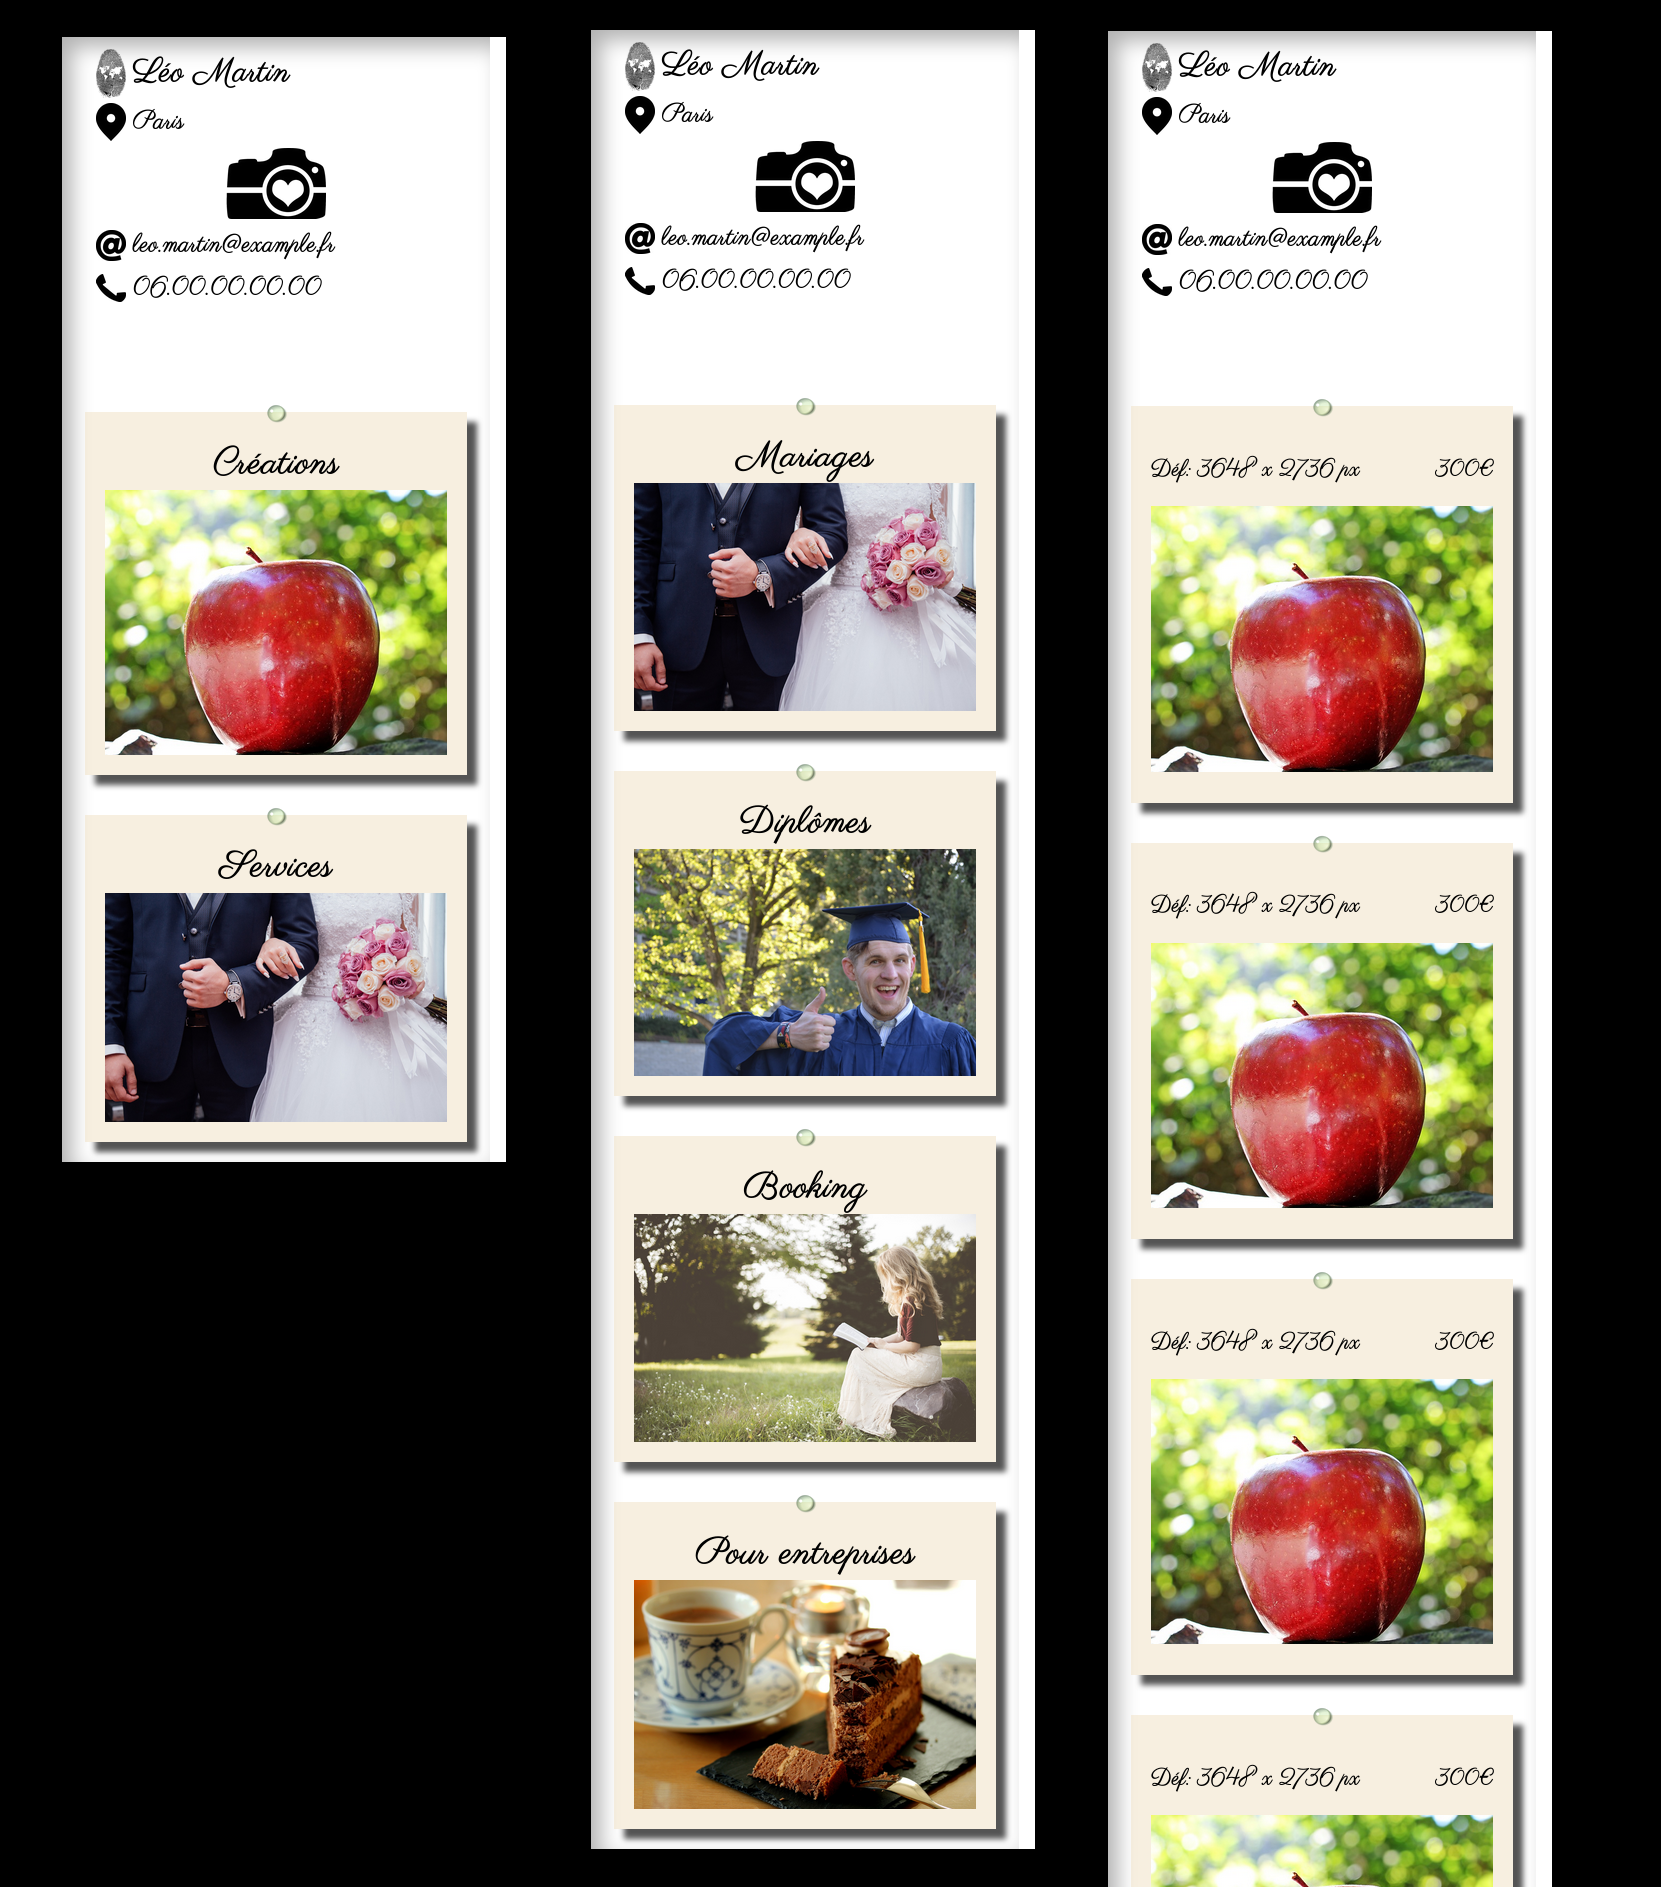 Léo Martin
Paris
leo.martin@example.fr
06.00.00.00.00
Créations
Services
Léo Martin
Paris
leo.martin@example.fr
06.00.00.00.00
Mariages
Diplômes
Booking
Pour entreprises
Léo Martin
Paris
leo.martin@example.fr
06.00.00.00.00
Déf: 3648 x 2736 px 300€
Déf: 3648 x 2736 px 300€
Déf: 3648 x 2736 px 300€
Déf: 3648 x 2736 px 300€